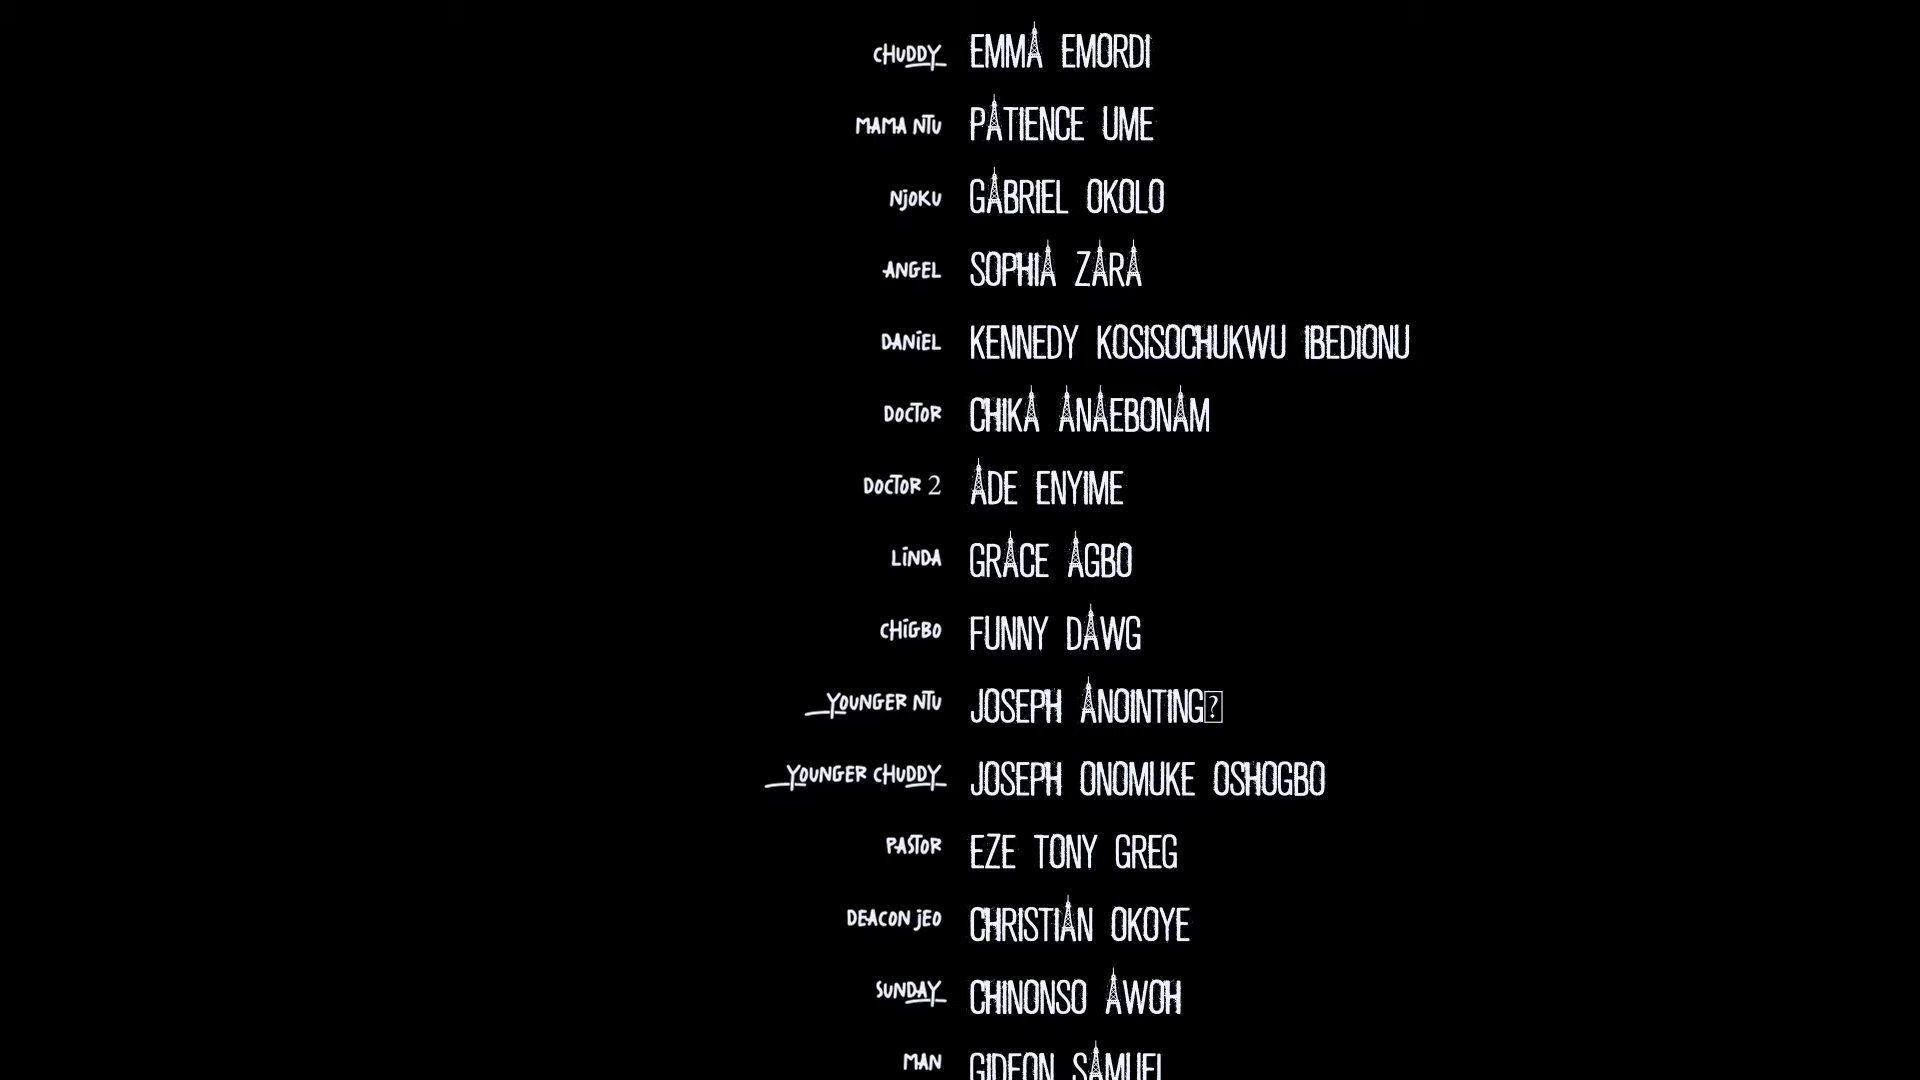 CHUDDY EMMA EMORDI
MAMA NTU PATIENCE UME
NJOKU GABRIEL OKOLO
ANGEL SOPHIA ZARA
DANIEL KENNEDY KOSISOCHUKWU IBEDIONU
DOCTOR CHIKA ANAEBONAM
DOCTOR 2 ADE ENYIME
LINDA GRACE AGBO
CHIGBO FUNNY DAWG
YOUNGER NTU JOSEPH ANOINTING
YOUNGER CHUDDY JOSEPH ONOMUKE OSHOGBO
PASTOR EZE TONY GREG
DEACON JEO CHRISTIAN OKOYE
SUNDAY CHINONSO AWOH
MAN GIDEON SAMUEL